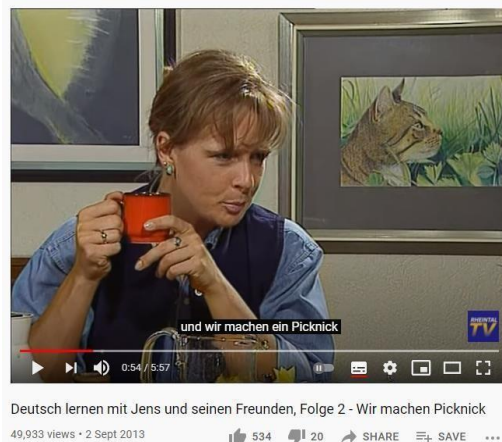 und wir machen ein Picknick
RHEINTAL
TV
0:54 / 5:57
Deutsch lernen mit Jens und seinen Freunden, Folge 2 - Wir machen Picknick
49,933 views • 2 Sept 2013
534 20 SHARE SAVE ...